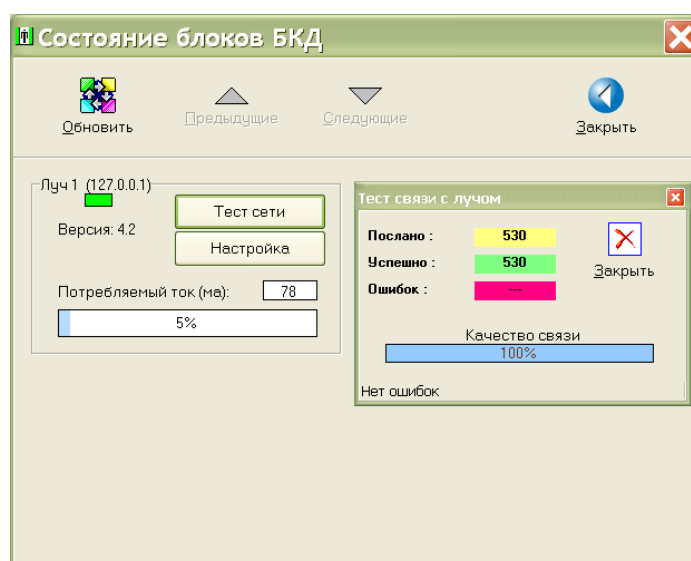 Состояние блоков БКД
Обновить
Предыдущие
Следующие
Закрыть
Луч 1 (127.0.0.1)
Версия: 4.2
Тест сети
Настройка
Потребляемый ток (ма): 78
5%
Тест связи с лучом
Послано : 530
Успешно : 530
Ошибок : ---
Закрыть
Качество связи
100%
Нет ошибок